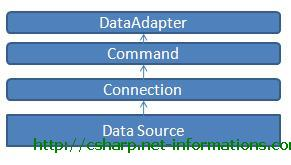 DataAdapter
Command
Connection
Data Source
http://csharp.net-informations.com